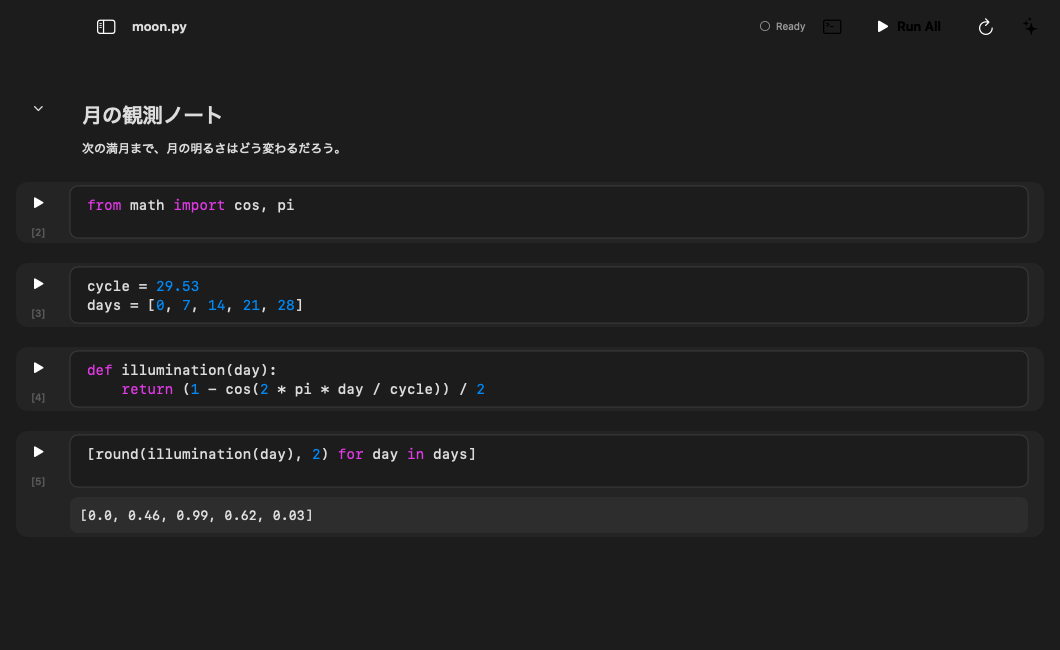 moon.py
Ready
Run All
月の観測ノート
次の満月まで、月の明るさはどう変わるだろう。
from math import cos, pi
[2]
cycle = 29.53
days = [0, 7, 14, 21, 28]
[3]
def illumination(day):
    return (1 - cos(2 * pi * day / cycle)) / 2
[4]
[round(illumination(day), 2) for day in days]
[5]
[0.0, 0.46, 0.99, 0.62, 0.03]